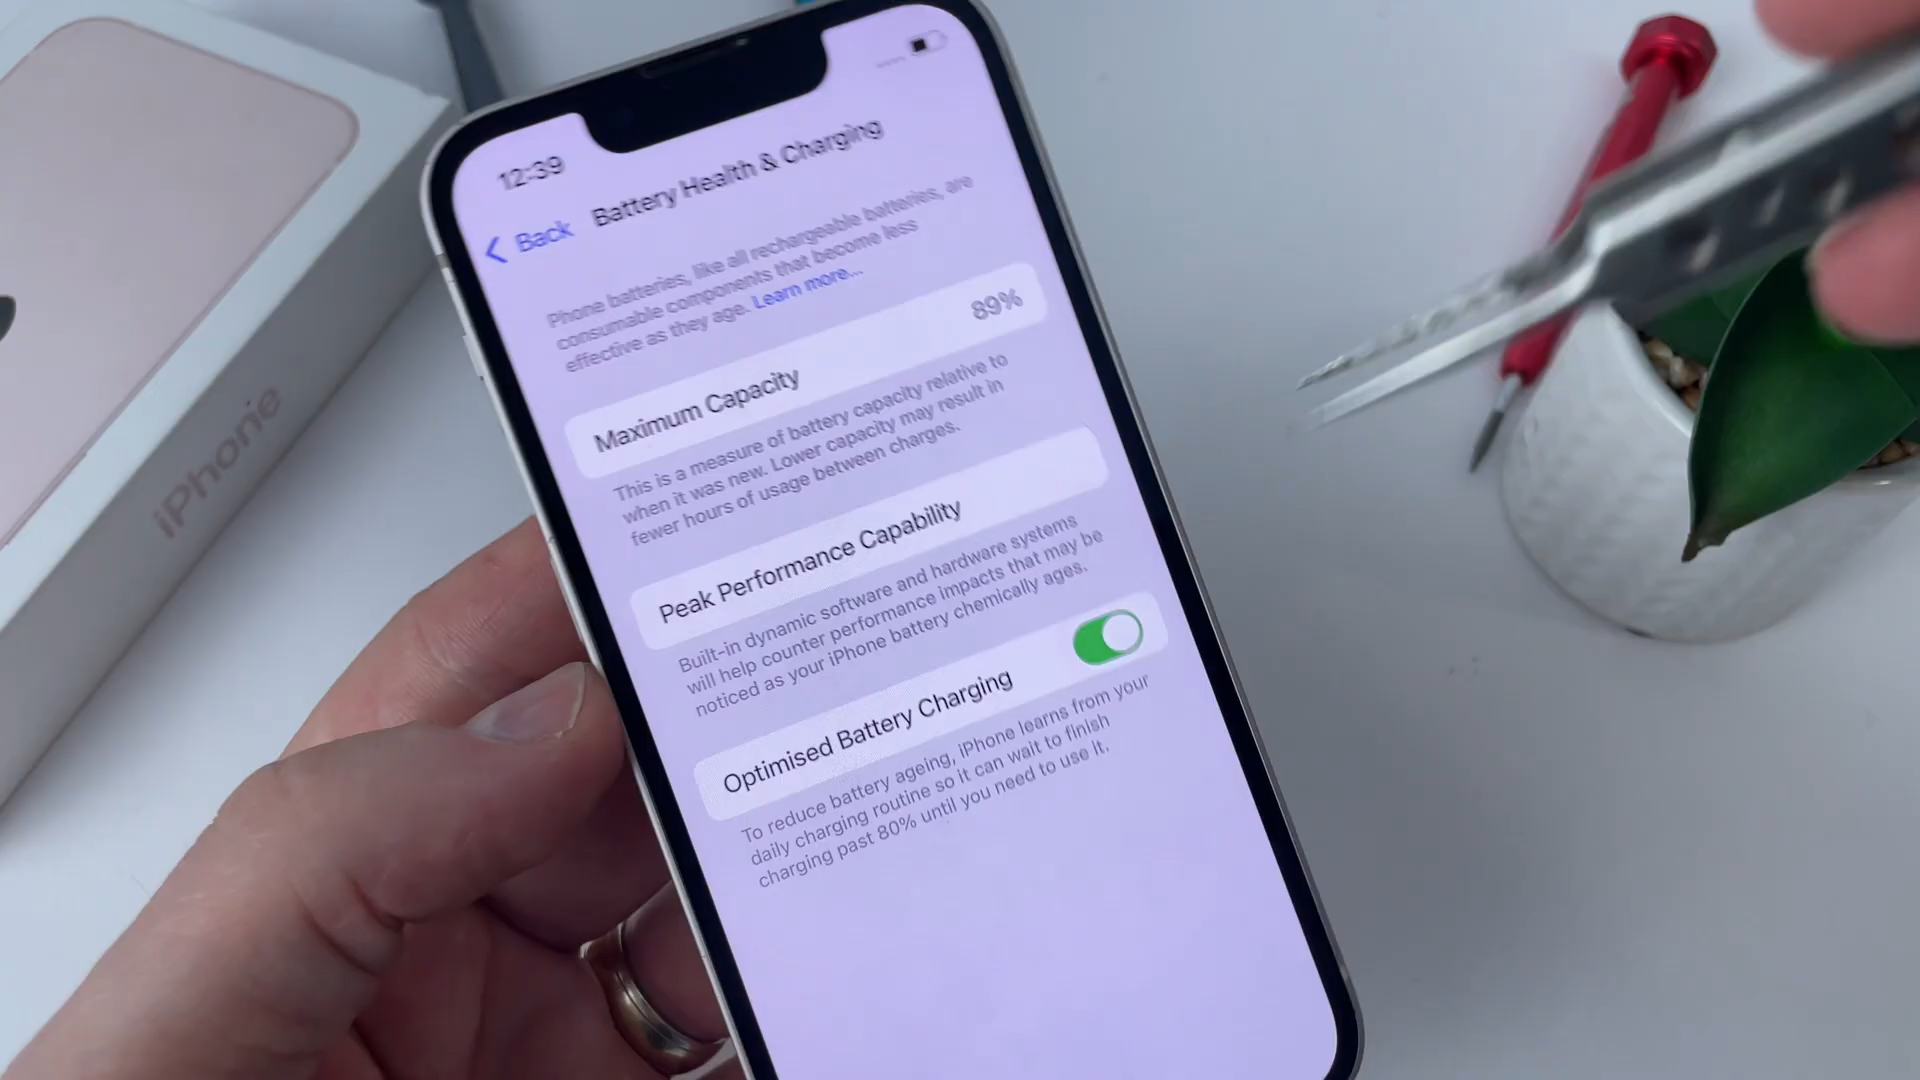 iPhone
12:39
Back
Battery Health & Charging
Phone batteries, like all rechargeable batteries, are
consumable components that become less
effective as they age. Learn more...
Maximum Capacity 89%
This is a measure of battery capacity relative to
when it was new. Lower capacity may result in
fewer hours of usage between charges.
Peak Performance Capability
Built-in dynamic software and hardware systems
will help counter performance impacts that may be
noticed as your iPhone battery chemically ages.
Optimised Battery Charging
To reduce battery ageing, iPhone learns from your
daily charging routine so it can wait to finish
charging past 80% until you need to use it.